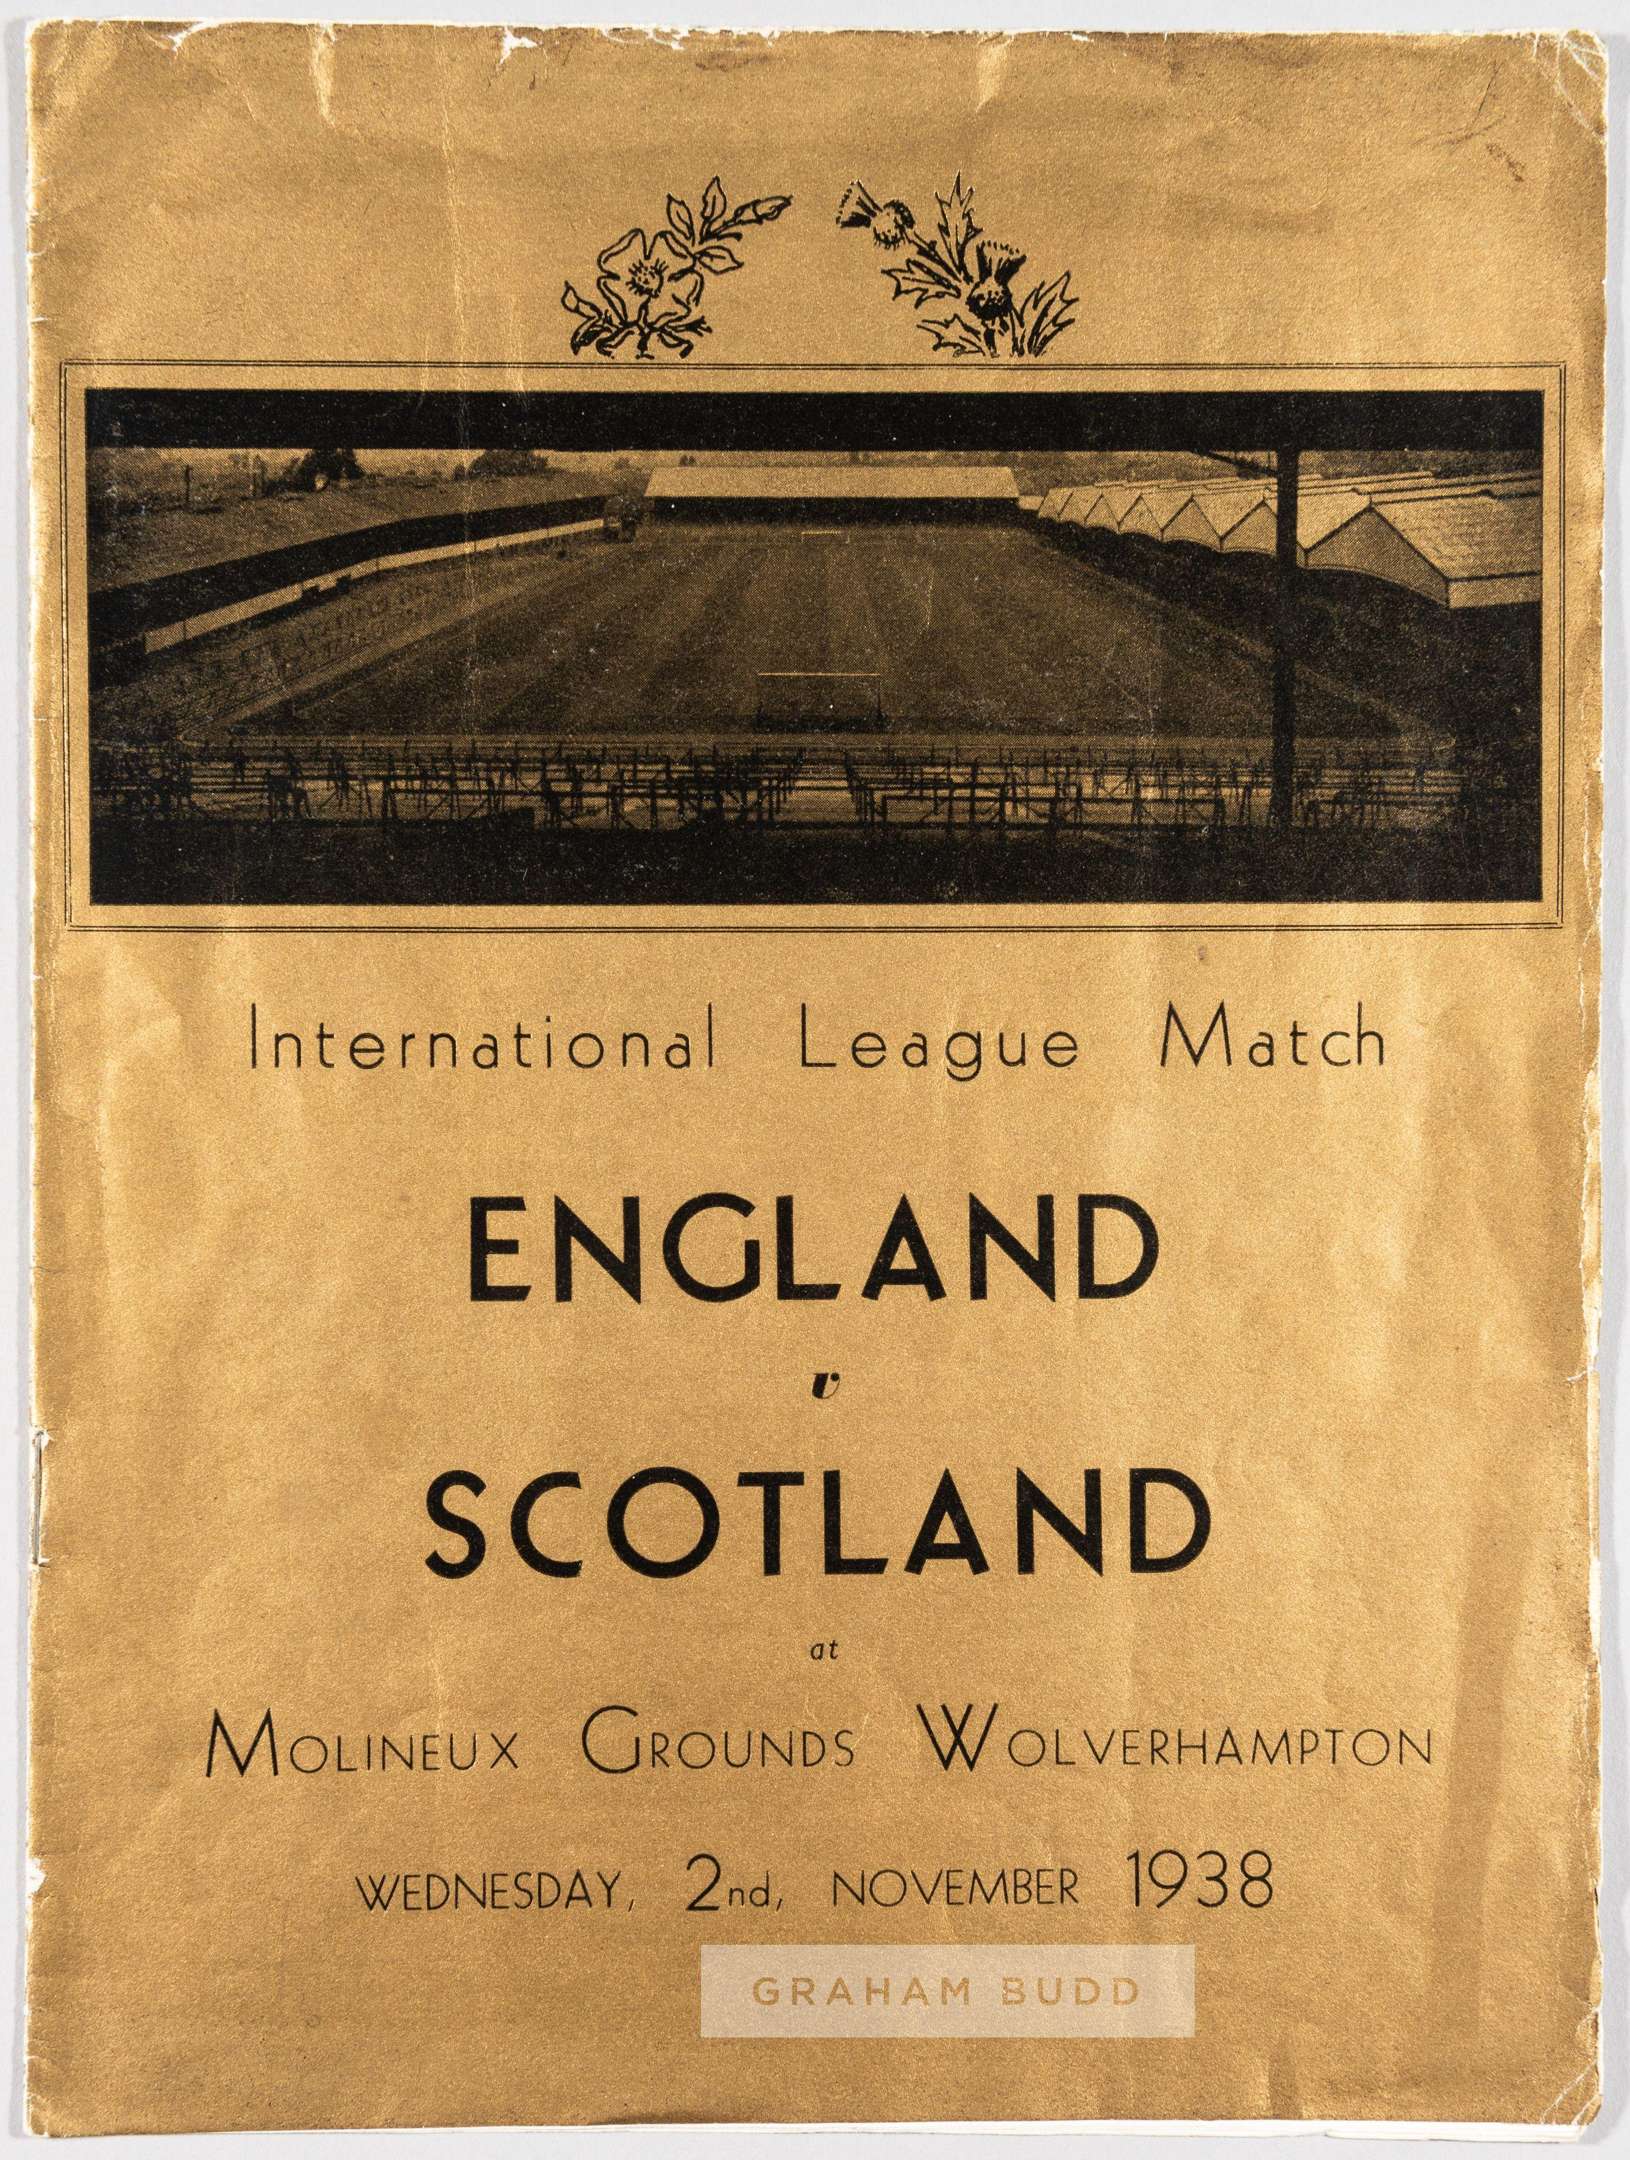 International League Match
ENGLAND
v
SCOTLAND
at
MOLINEUX GROUNDS WOLVERHAMPTON
WEDNESDAY, 2nd, NOVEMBER 1938
GRAHAM BUDD